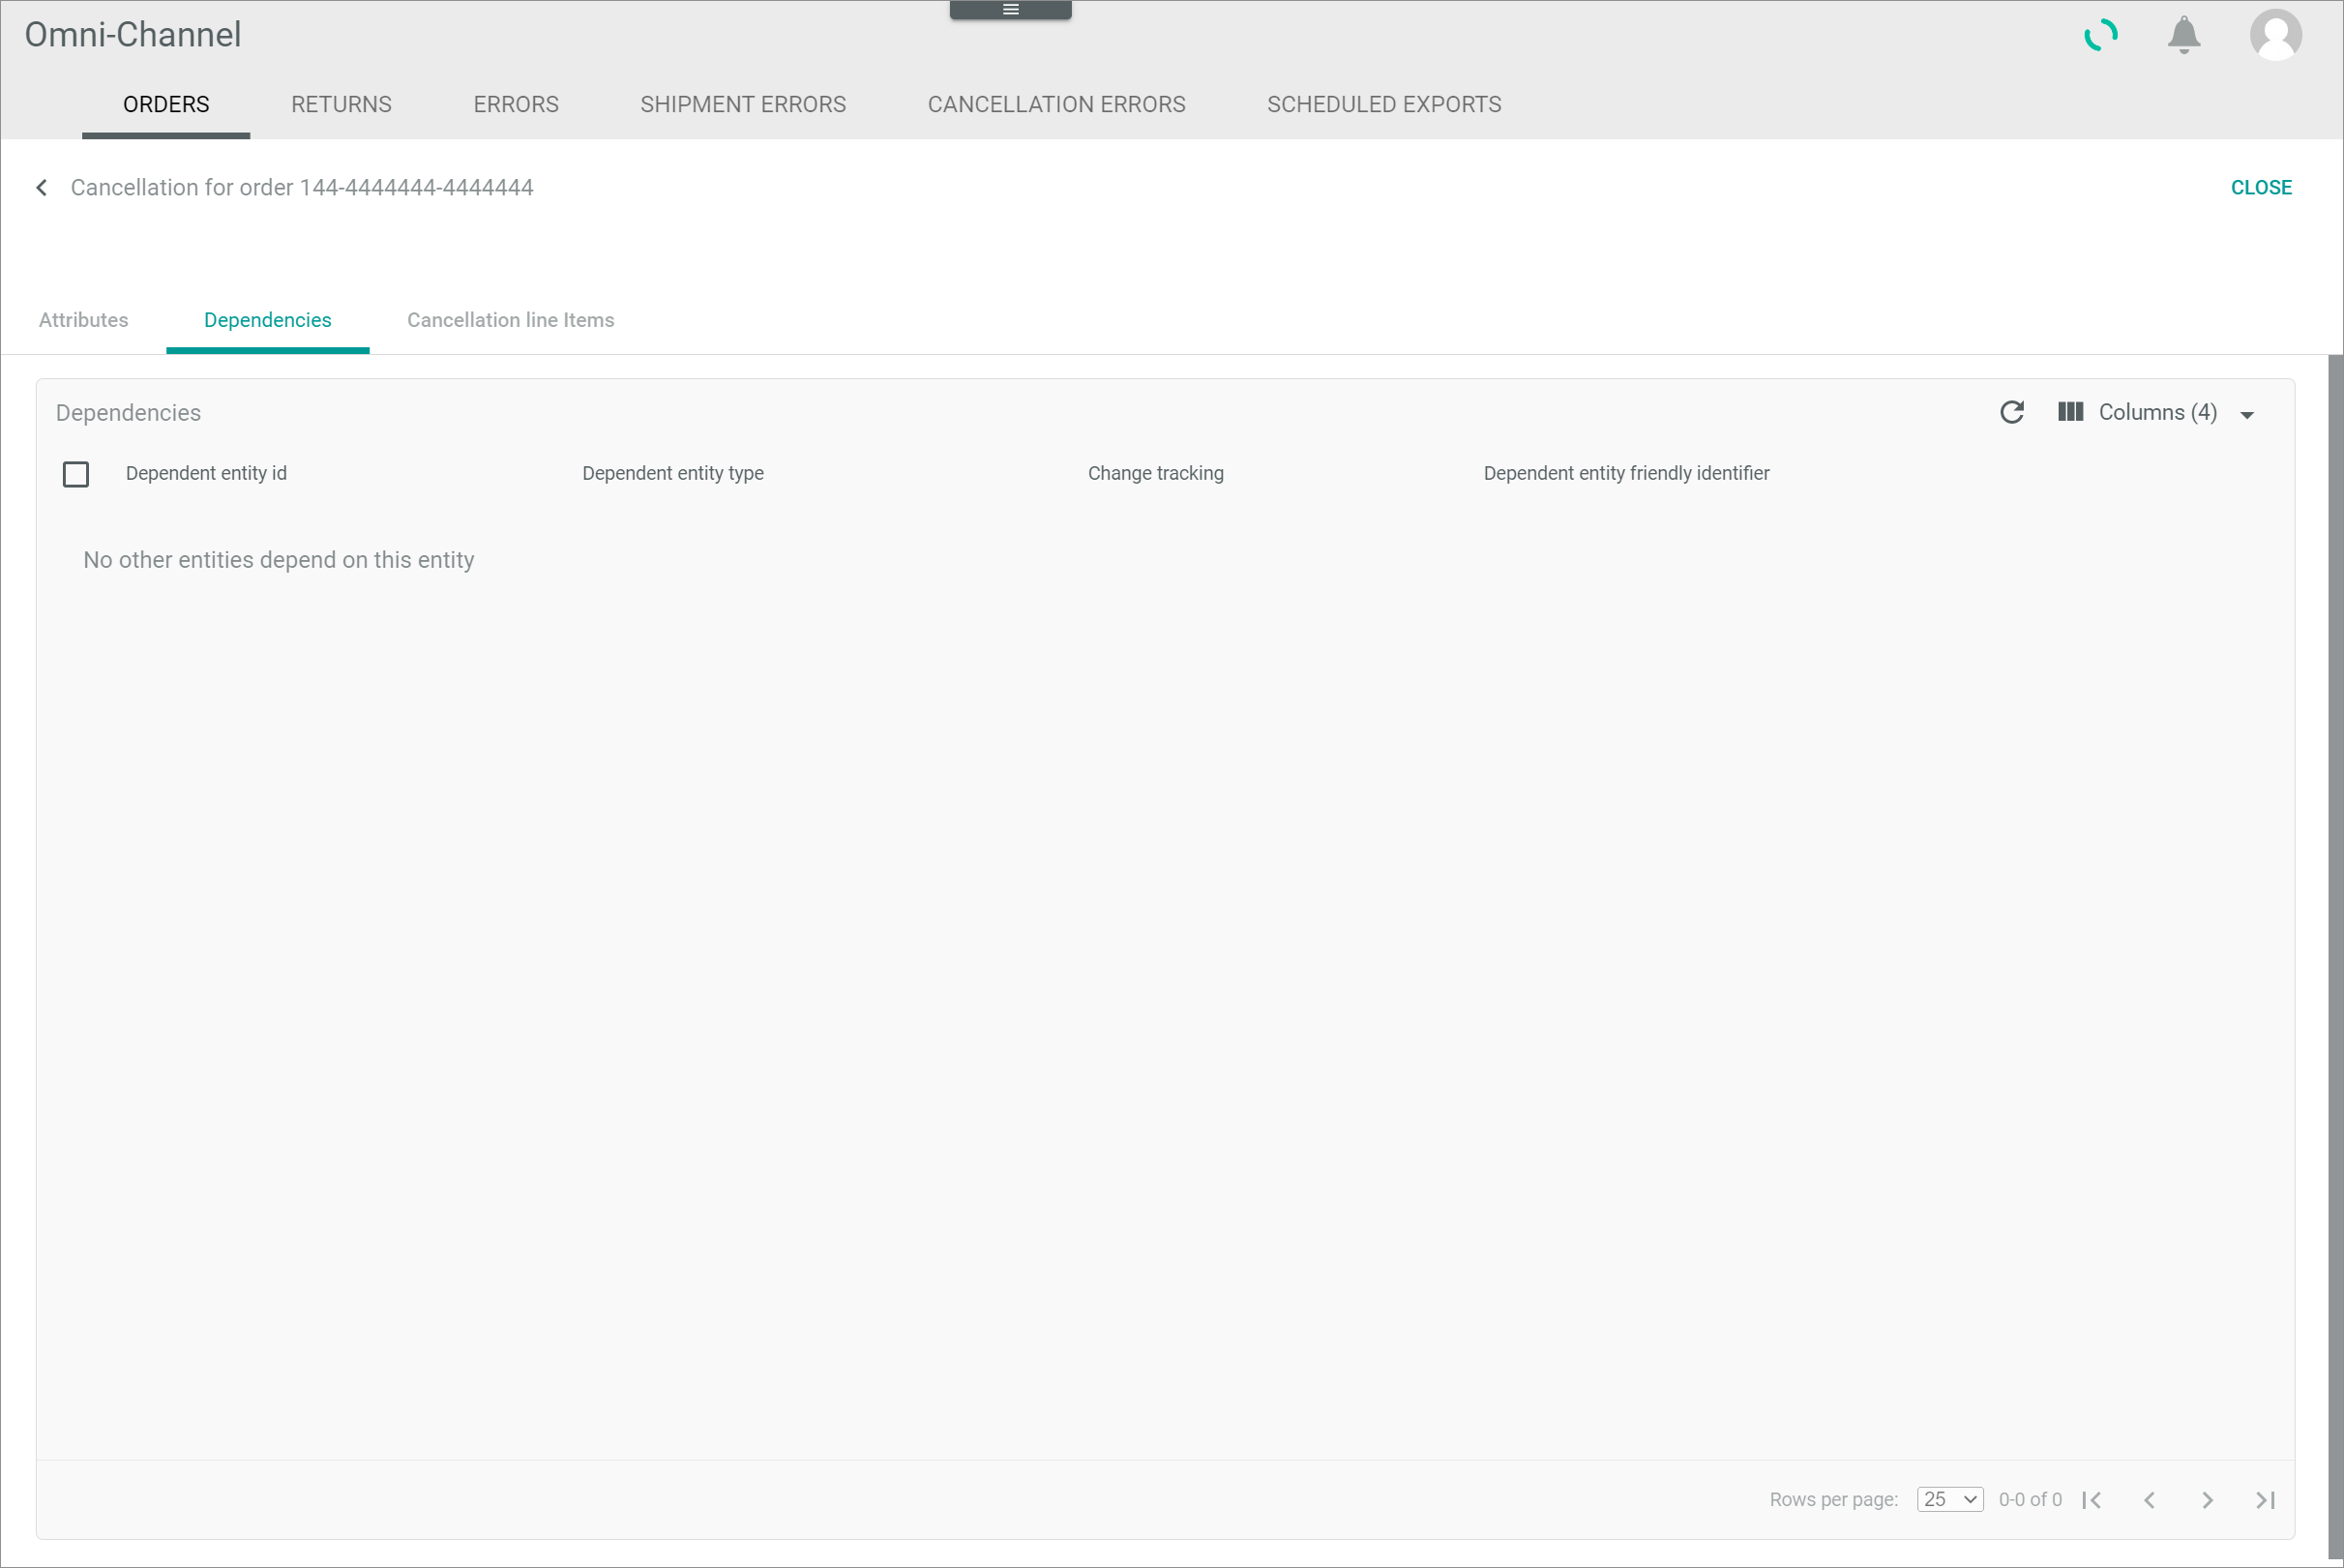 Omni-Channel
ORDERS RETURNS ERRORS SHIPMENT ERRORS CANCELLATION ERRORS SCHEDULED EXPORTS
Cancellation for order 144-4444444-4444444 CLOSE
Attributes Dependencies Cancellation line Items
Dependencies Columns (4)
Dependent entity id Dependent entity type Change tracking Dependent entity friendly identifier
No other entities depend on this entity
Rows per page: 25 0-0 of 0